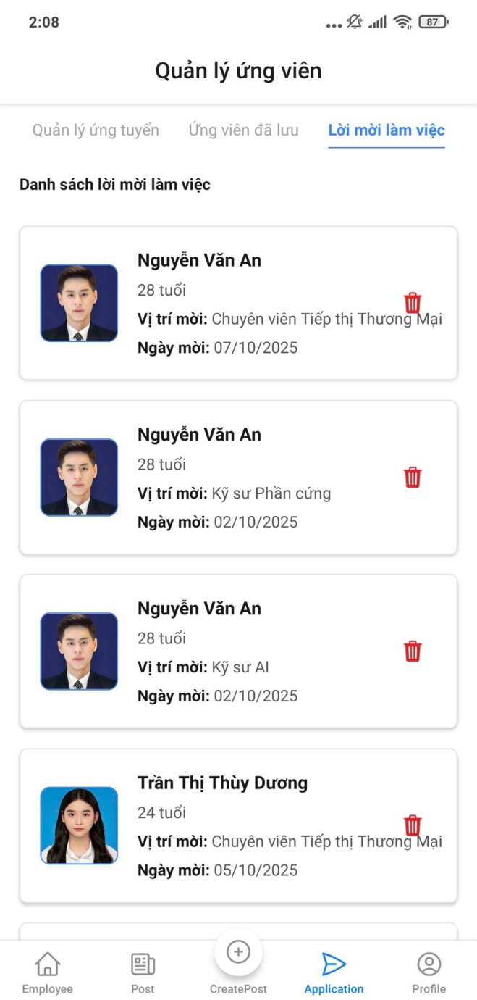 2:08
87
Quản lý ứng viên
Quản lý ứng tuyển Ứng viên đã lưu Lời mời làm việc
Danh sách lời mời làm việc
Nguyễn Văn An
28 tuổi
Vị trí mời: Chuyên viên Tiếp thị Thương Mại
Ngày mời: 07/10/2025
Nguyễn Văn An
28 tuổi
Vị trí mời: Kỹ sư Phần cứng
Ngày mời: 02/10/2025
Nguyễn Văn An
28 tuổi
Vị trí mời: Kỹ sư AI
Ngày mời: 02/10/2025
Trần Thị Thùy Dương
24 tuổi
Vị trí mời: Chuyên viên Tiếp thị Thương Mại
Ngày mời: 05/10/2025
Employee Post CreatePost Application Profile